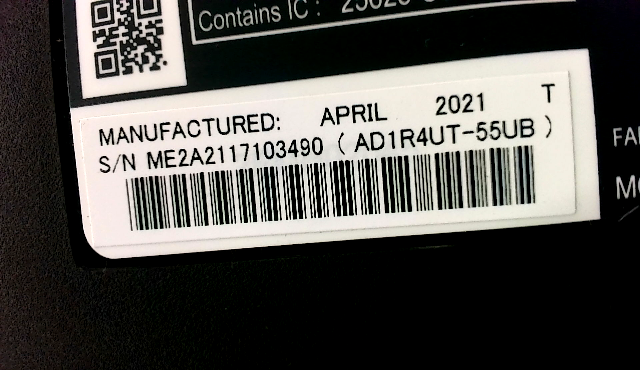 Contains IC :
MANUFACTURED: APRIL 2021 T
S/N ME2A2117103490 ( AD1R4UT-55UB )